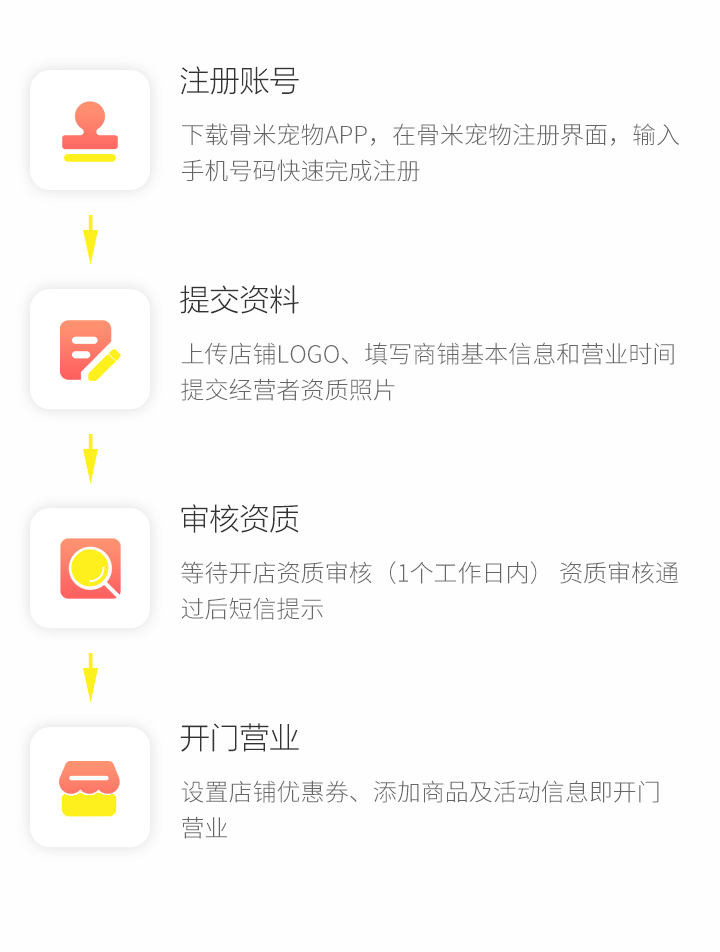 注册账号
下载骨米宠物APP，在骨米宠物注册界面，输入
手机号码快速完成注册
提交资料
上传店铺LOGO、填写商铺基本信息和营业时间
提交经营者资质照片
审核资质
等待开店资质审核（1个工作日内） 资质审核通
过后短信提示
开门营业
设置店铺优惠券、添加商品及活动信息即开门
营业